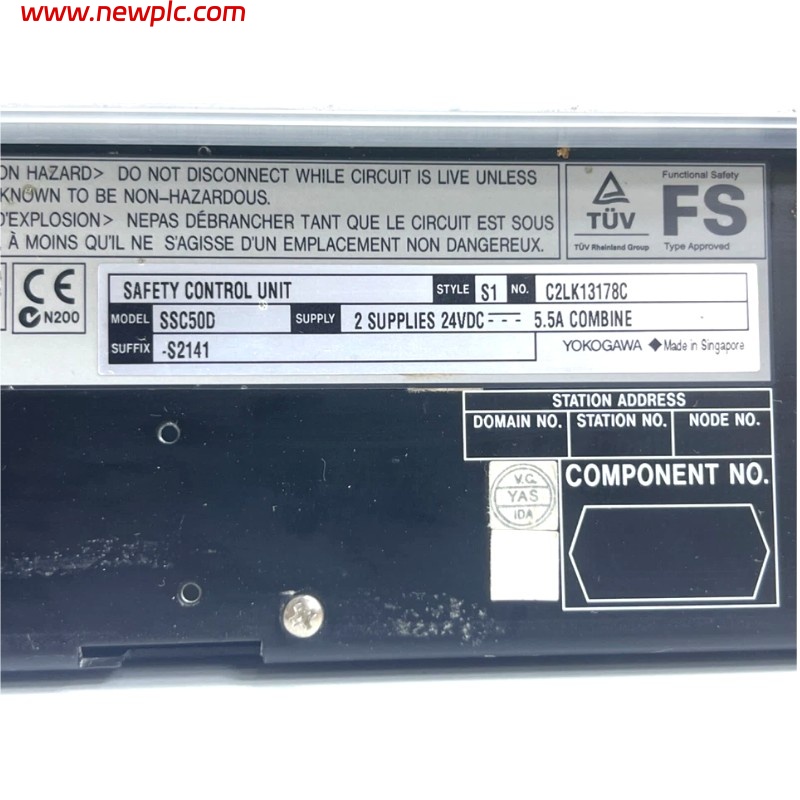 www.newplc.com
ON HAZARD> DO NOT DISCONNECT WHILE CIRCUIT IS LIVE UNLESS
KNOWN TO BE NON-HAZARDOUS.
D'EXPLOSION> NEPAS DÉBRANCHER TANT QUE LE CIRCUIT EST SOUS
À MOINS QU'IL NE S'AGISSE D'UN EMPLACEMENT NON DANGEREUX.
TÜV
TÜV Rheinland Group
Functional Safety
FS
Type Approved
CE
N200
SAFETY CONTROL UNIT STYLE S1 NO. C2LK13178C
MODEL SSC50D SUPPLY 2 SUPPLIES 24VDC 5.5A COMBINE
SUFFIX -S2141
YOKOGAWA ◆ Made in Singapore
STATION ADDRESS
DOMAIN NO. STATION NO. NODE NO.
COMPONENT NO.
V.C.
YAS
IDA